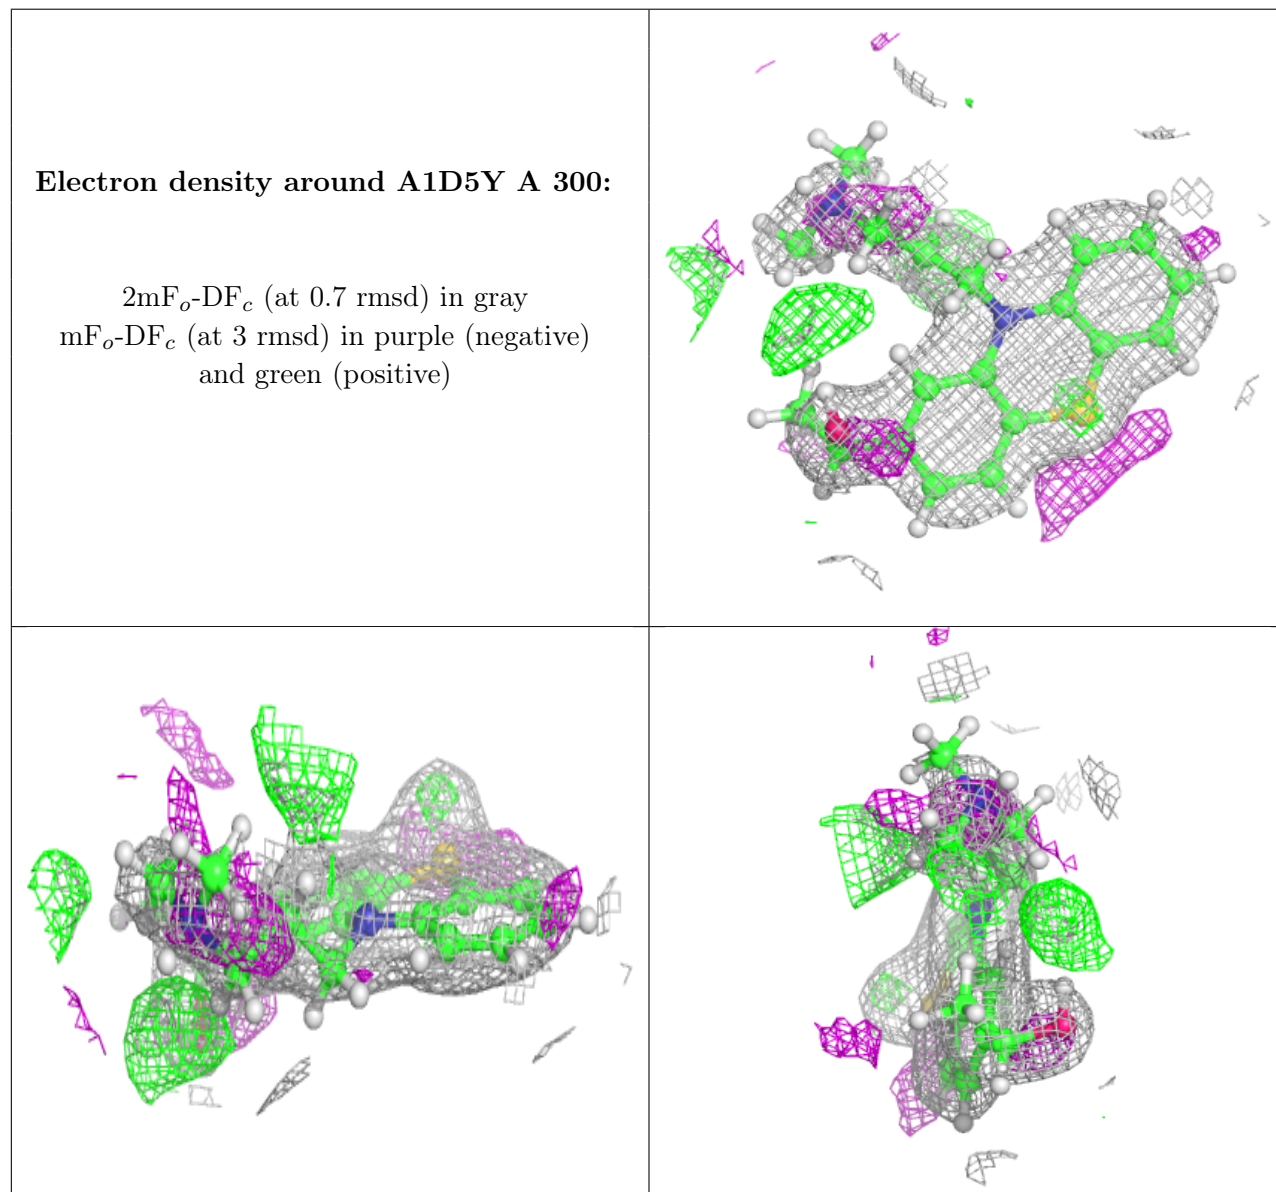 Electron density around A1D5Y A 300:
2mFo-DFc (at 0.7 rmsd) in gray
mFo-DFc (at 3 rmsd) in purple (negative)
and green (positive)